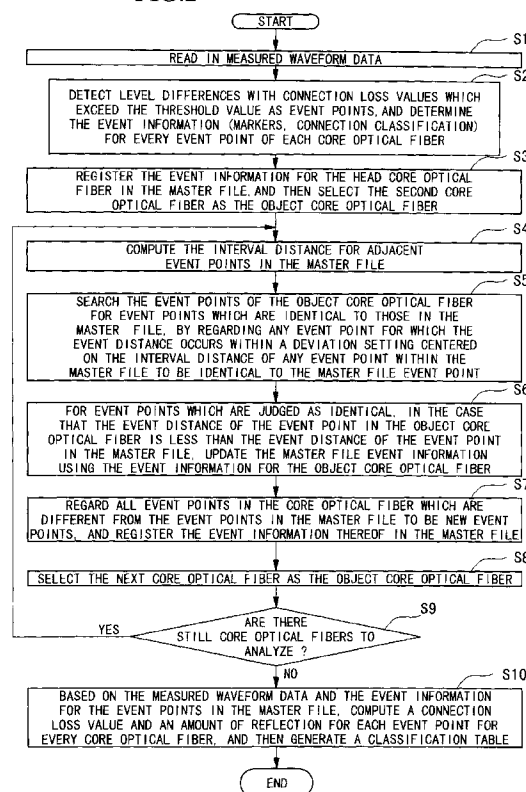 FIG.2
START
S1
READ IN MEASURED WAVEFORM DATA
S2
DETECT LEVEL DIFFERENCES WITH CONNECTION LOSS VALUES WHICH
EXCEED THE THRESHOLD VALUE AS EVENT POINTS, AND DETERMINE
THE EVENT INFORMATION (MARKERS, CONNECTION CLASSIFICATION)
FOR EVERY EVENT POINT OF EACH CORE OPTICAL FIBER
S3
REGISTER THE EVENT INFORMATION FOR THE HEAD CORE OPTICAL
FIBER IN THE MASTER FILE, AND THEN SELECT THE SECOND CORE
OPTICAL FIBER AS THE OBJECT CORE OPTICAL FIBER
S4
COMPUTE THE INTERVAL DISTANCE FOR ADJACENT
EVENT POINTS IN THE MASTER FILE
S5
SEARCH THE EVENT POINTS OF THE OBJECT CORE OPTICAL FIBER
FOR EVENT POINTS WHICH ARE IDENTICAL TO THOSE IN THE
MASTER FILE, BY REGARDING ANY EVENT POINT FOR WHICH THE
EVENT DISTANCE OCCURS WITHIN A DEVIATION SETTING CENTERED
ON THE INTERVAL DISTANCE OF ANY EVENT POINT WITHIN THE
MASTER FILE TO BE IDENTICAL TO THE MASTER FILE EVENT POINT
S6
FOR EVENT POINTS WHICH ARE JUDGED AS IDENTICAL, IN THE CASE
THAT THE EVENT DISTANCE OF THE EVENT POINT IN THE OBJECT CORE
OPTICAL FIBER IS LESS THAN THE EVENT DISTANCE OF THE EVENT POINT
IN THE MASTER FILE, UPDATE THE MASTER FILE EVENT INFORMATION
USING THE EVENT INFORMATION FOR THE OBJECT CORE OPTICAL FIBER
S7
REGARD ALL EVENT POINTS IN THE CORE OPTICAL FIBER WHICH ARE
DIFFERENT FROM THE EVENT POINTS IN THE MASTER FILE TO BE NEW EVENT
POINTS, AND REGISTER THE EVENT INFORMATION THEREOF IN THE MASTER FILE
S8
SELECT THE NEXT CORE OPTICAL FIBER AS THE OBJECT CORE OPTICAL FIBER
S9
YES
ARE THERE
STILL CORE OPTICAL FIBERS TO
ANALYZE ?
NO
S10
BASED ON THE MEASURED WAVEFORM DATA AND THE EVENT INFORMATION
FOR THE EVENT POINTS IN THE MASTER FILE, COMPUTE A CONNECTION
LOSS VALUE AND AN AMOUNT OF REFLECTION FOR EACH EVENT POINT FOR
EVERY CORE OPTICAL FIBER, AND THEN GENERATE A CLASSIFICATION TABLE
END